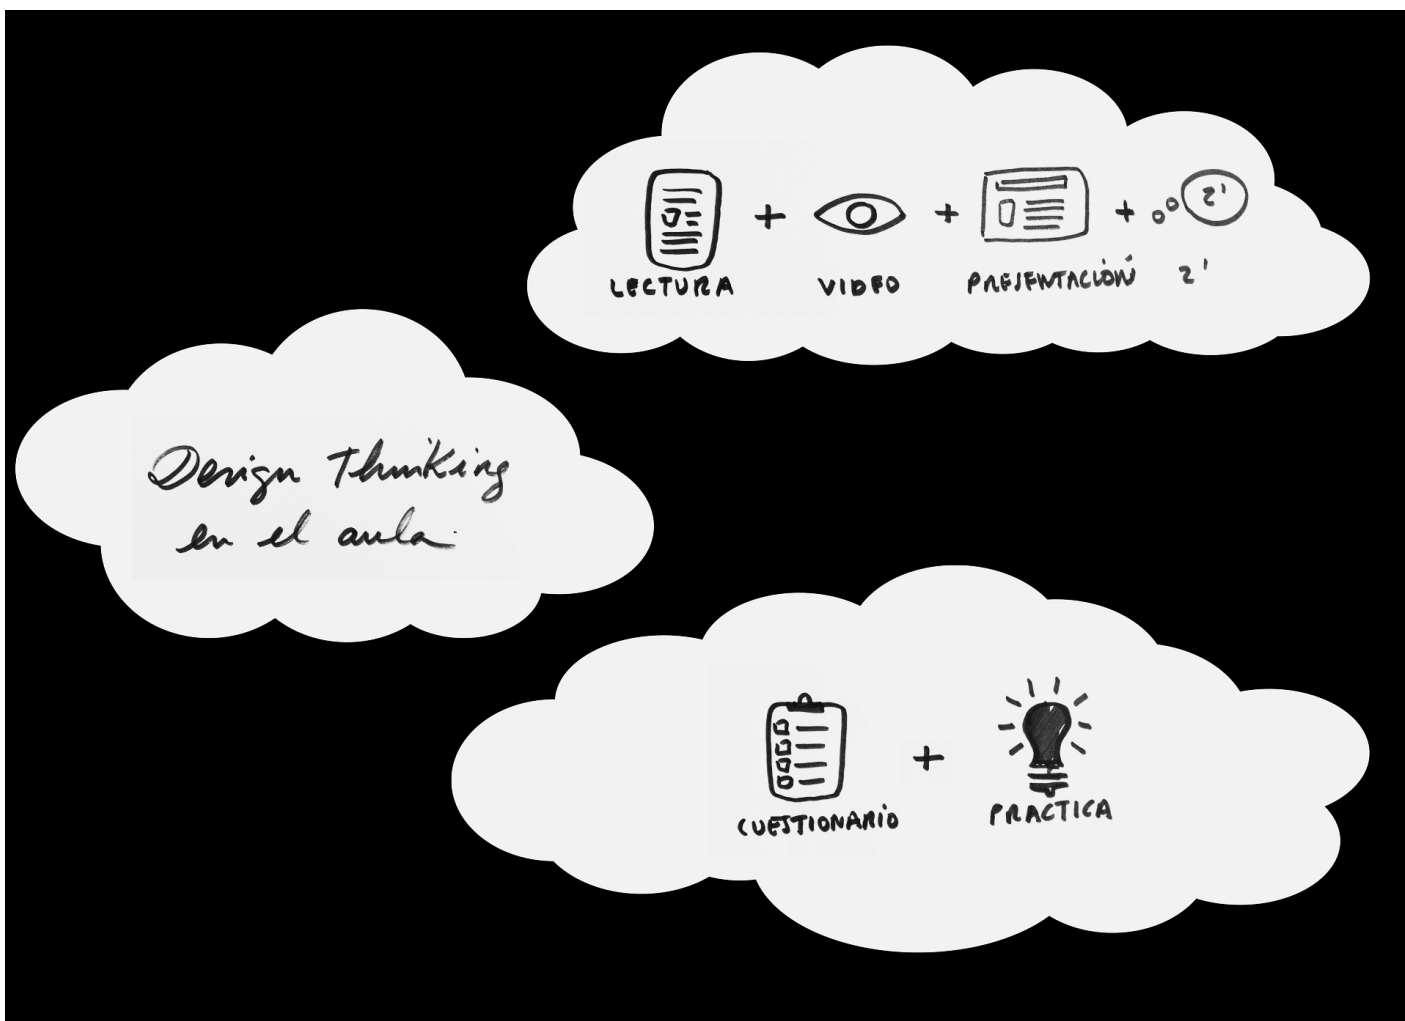 LECTURA + VIDEO + PRESENTACIÓN + 2'
2'
Design Thinking
en el aula.
CUESTIONARIO + PRACTICA